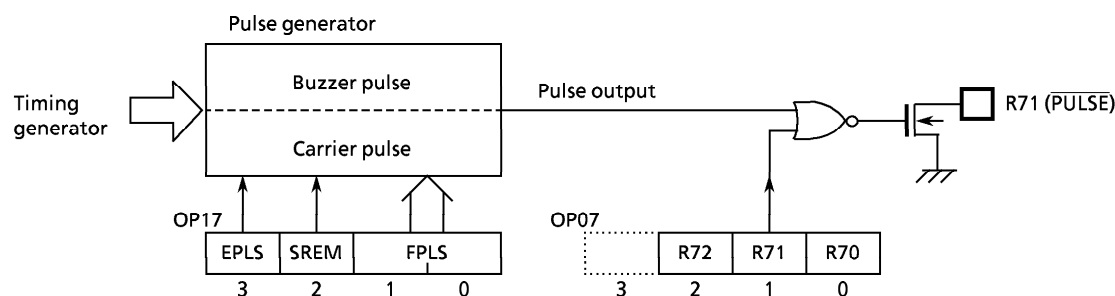 Pulse generator
Timing
generator
Buzzer pulse
Carrier pulse
Pulse output
R71 (PULSE)
OP17
EPLS SREM FPLS
3 2 1 0
OP07
R72 R71 R70
3 2 1 0